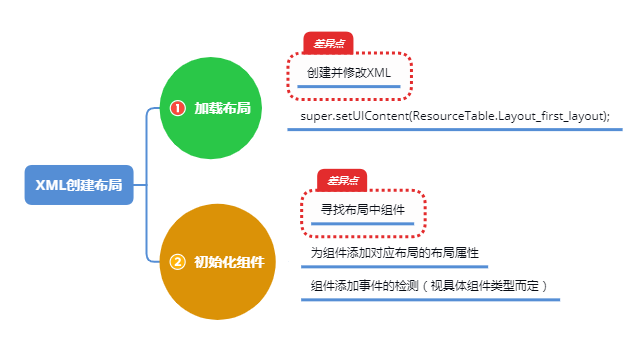 XML创建布局
1 加载布局
差异点
创建并修改XML
super.setUIContent(ResourceTable.Layout_first_layout);
2 初始化组件
差异点
寻找布局中组件
为组件添加对应布局的布局属性
组件添加事件的检测（视具体组件类型而定）